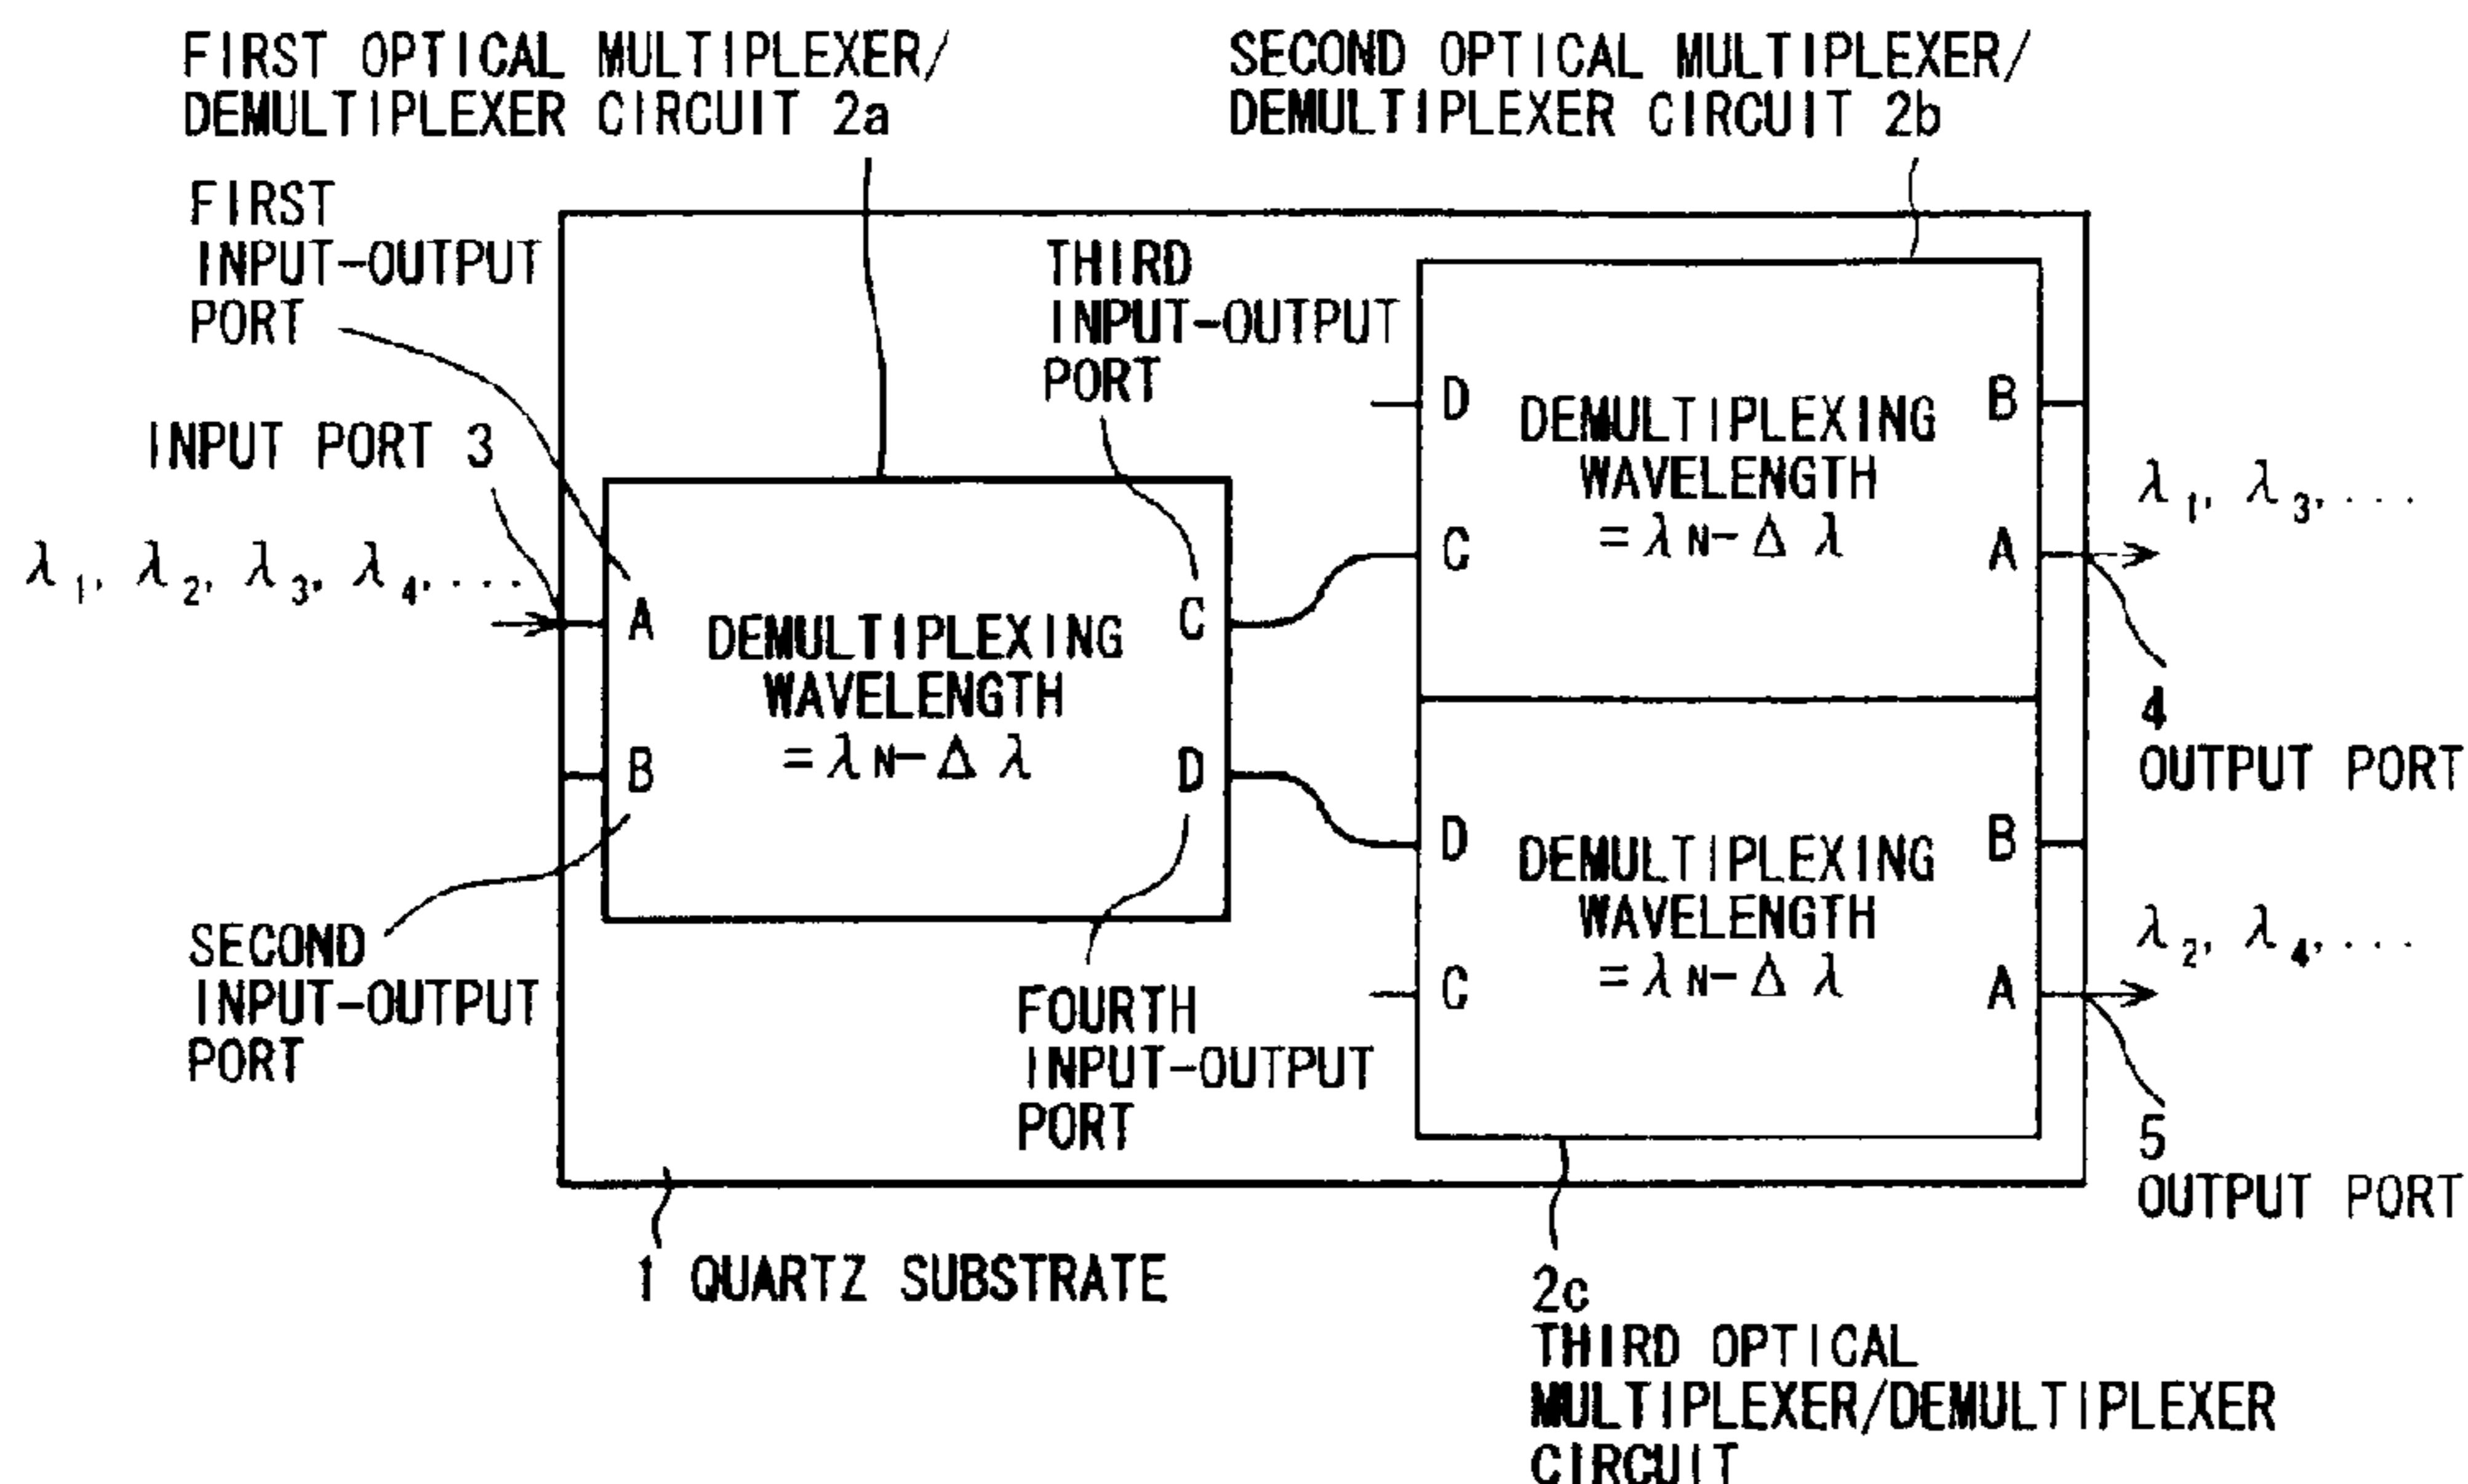 FIRST OPTICAL MULTIPLEXER/
DEMULTIPLEXER CIRCUIT 2a
SECOND OPTICAL MULTIPLEXER/
DEMULTIPLEXER CIRCUIT 2b
FIRST
INPUT-OUTPUT
PORT
THIRD
INPUT-OUTPUT
PORT
INPUT PORT 3
λ1, λ2, λ3, λ4, ...
A
B
C
D
DEMULTIPLEXING
WAVELENGTH
=λN-Δλ
D
C
DEMULTIPLEXING
WAVELENGTH
=λN-Δλ
B
A
λ1, λ3, ...
4
OUTPUT PORT
D
C
DEMULTIPLEXING
WAVELENGTH
=λN-Δλ
B
A
λ2, λ4, ...
5
OUTPUT PORT
SECOND
INPUT-OUTPUT
PORT
FOURTH
INPUT-OUTPUT
PORT
1 QUARTZ SUBSTRATE
2c
THIRD OPTICAL
MULTIPLEXER/DEMULTIPLEXER
CIRCUIT